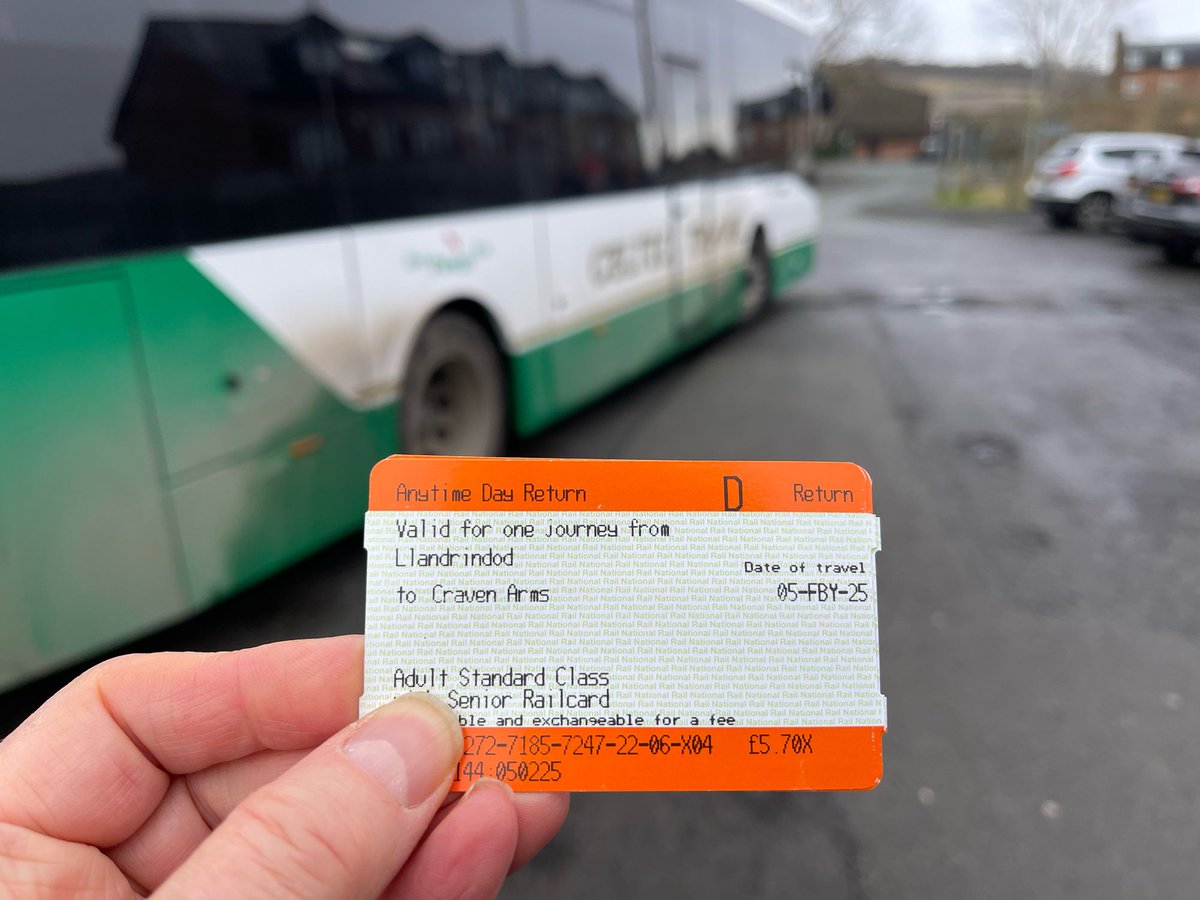 Anytime Day Return D Return
Valid for one journey from
Llandrindod
Date of travel
to Craven Arms 05-FBY-25
Adult Standard Class
Senior Railcard
and exchangeable for a fee
272-7185-7247-22-06-X04 £5.70X
144 050225